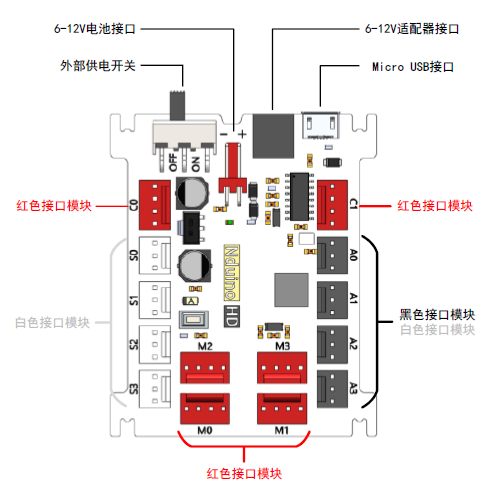 6-12V电池接口
6-12V适配器接口
外部供电开关
Micro USB接口
- +
OFF
ON
红色接口模块
C0
C1
红色接口模块
S0
A0
Nduino
HD
S1
A1
白色接口模块
黑色接口模块
白色接口模块
A
S2
A2
M2
M3
S3
A3
M0
M1
红色接口模块